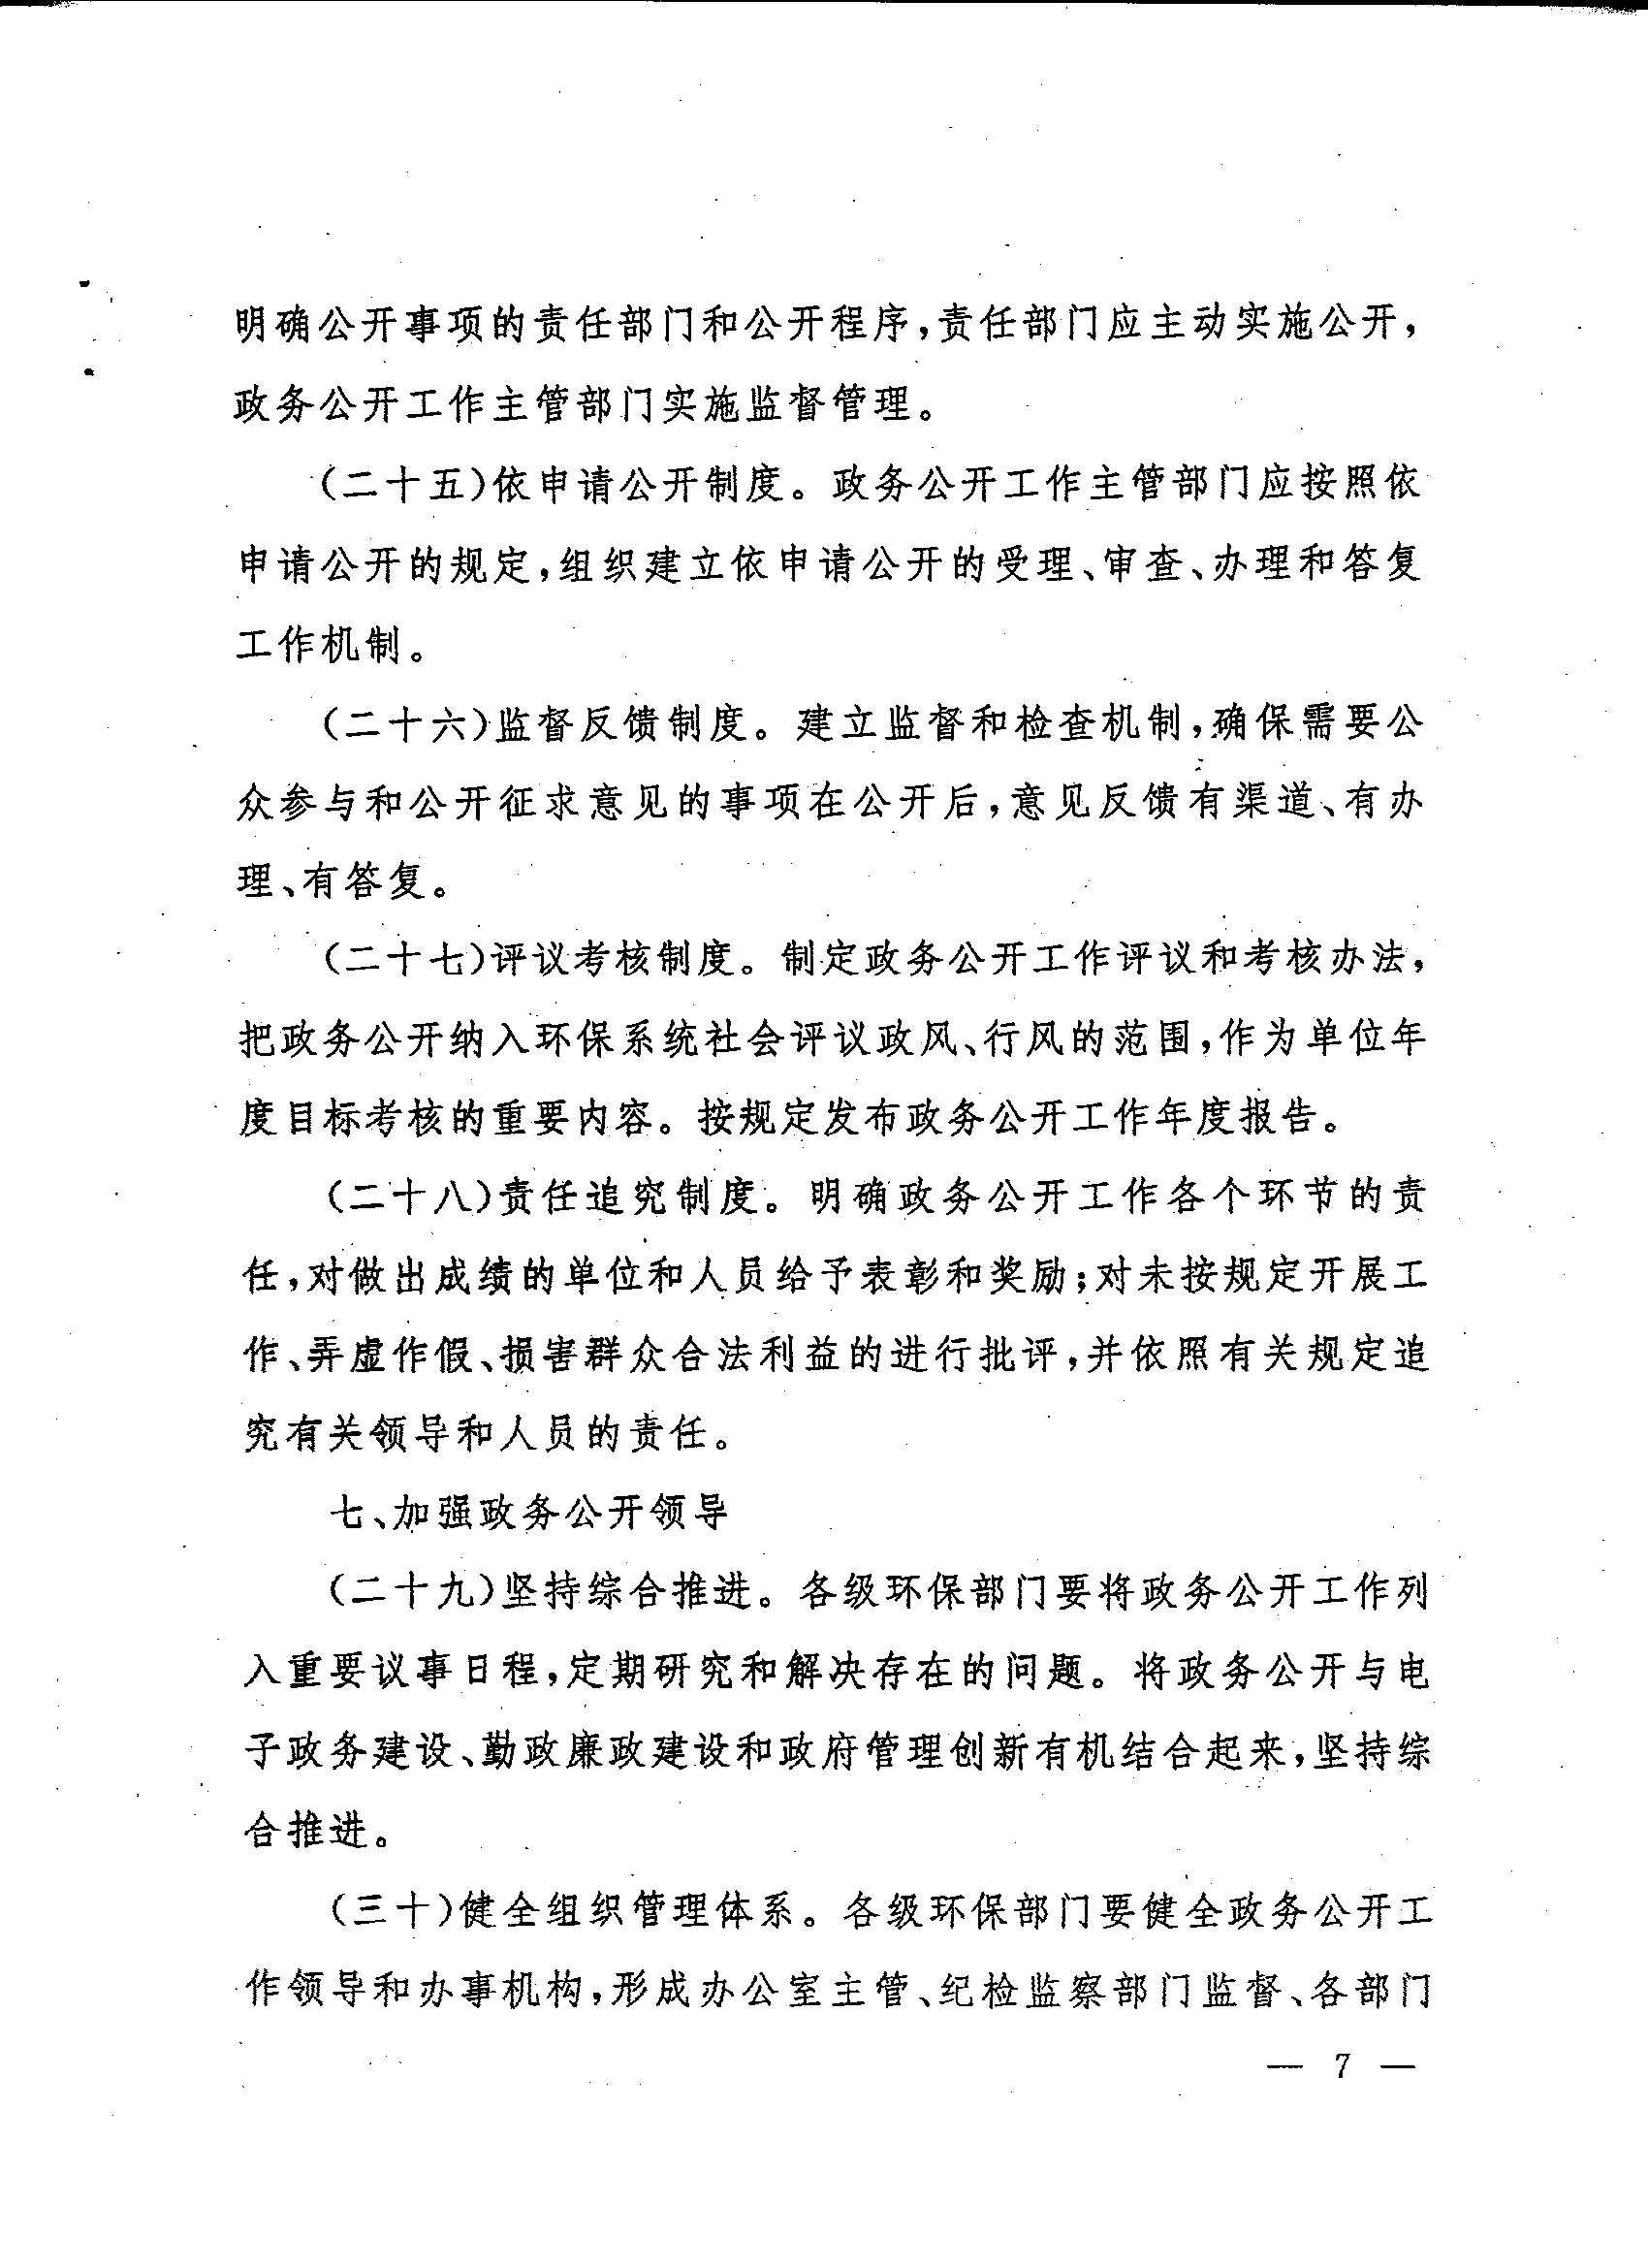 明确公开事项的责任部门和公开程序,责任部门应主动实施公开,
政务公开工作主管部门实施监督管理。
(二十五)依申请公开制度。政务公开工作主管部门应按照依
申请公开的规定,组织建立依申请公开的受理、审查、办理和答复
工作机制。
(二十六)监督反馈制度。建立监督和检查机制,确保需要公
众参与和公开征求意见的事项在公开后,意见反馈有渠道、有办
理、有答复。
(二十七)评议考核制度。制定政务公开工作评议和考核办法,
把政务公开纳入环保系统社会评议政风、行风的范围,作为单位年
度目标考核的重要内容。按规定发布政务公开工作年度报告。
(二十八)责任追究制度。明确政务公开工作各个环节的责
任,对做出成绩的单位和人员给予表彰和奖励;对未按规定开展工
作、弄虚作假、损害群众合法利益的进行批评,并依照有关规定追
究有关领导和人员的责任。
七、加强政务公开领导
(二十九)坚持综合推进。各级环保部门要将政务公开工作列
入重要议事日程,定期研究和解决存在的问题。将政务公开与电
子政务建设、勤政廉政建设和政府管理创新有机结合起来,坚持综
合推进。
(三十)健全组织管理体系。各级环保部门要健全政务公开工
作领导和办事机构,形成办公室主管、纪检监察部门监督、各部门
— 7 —